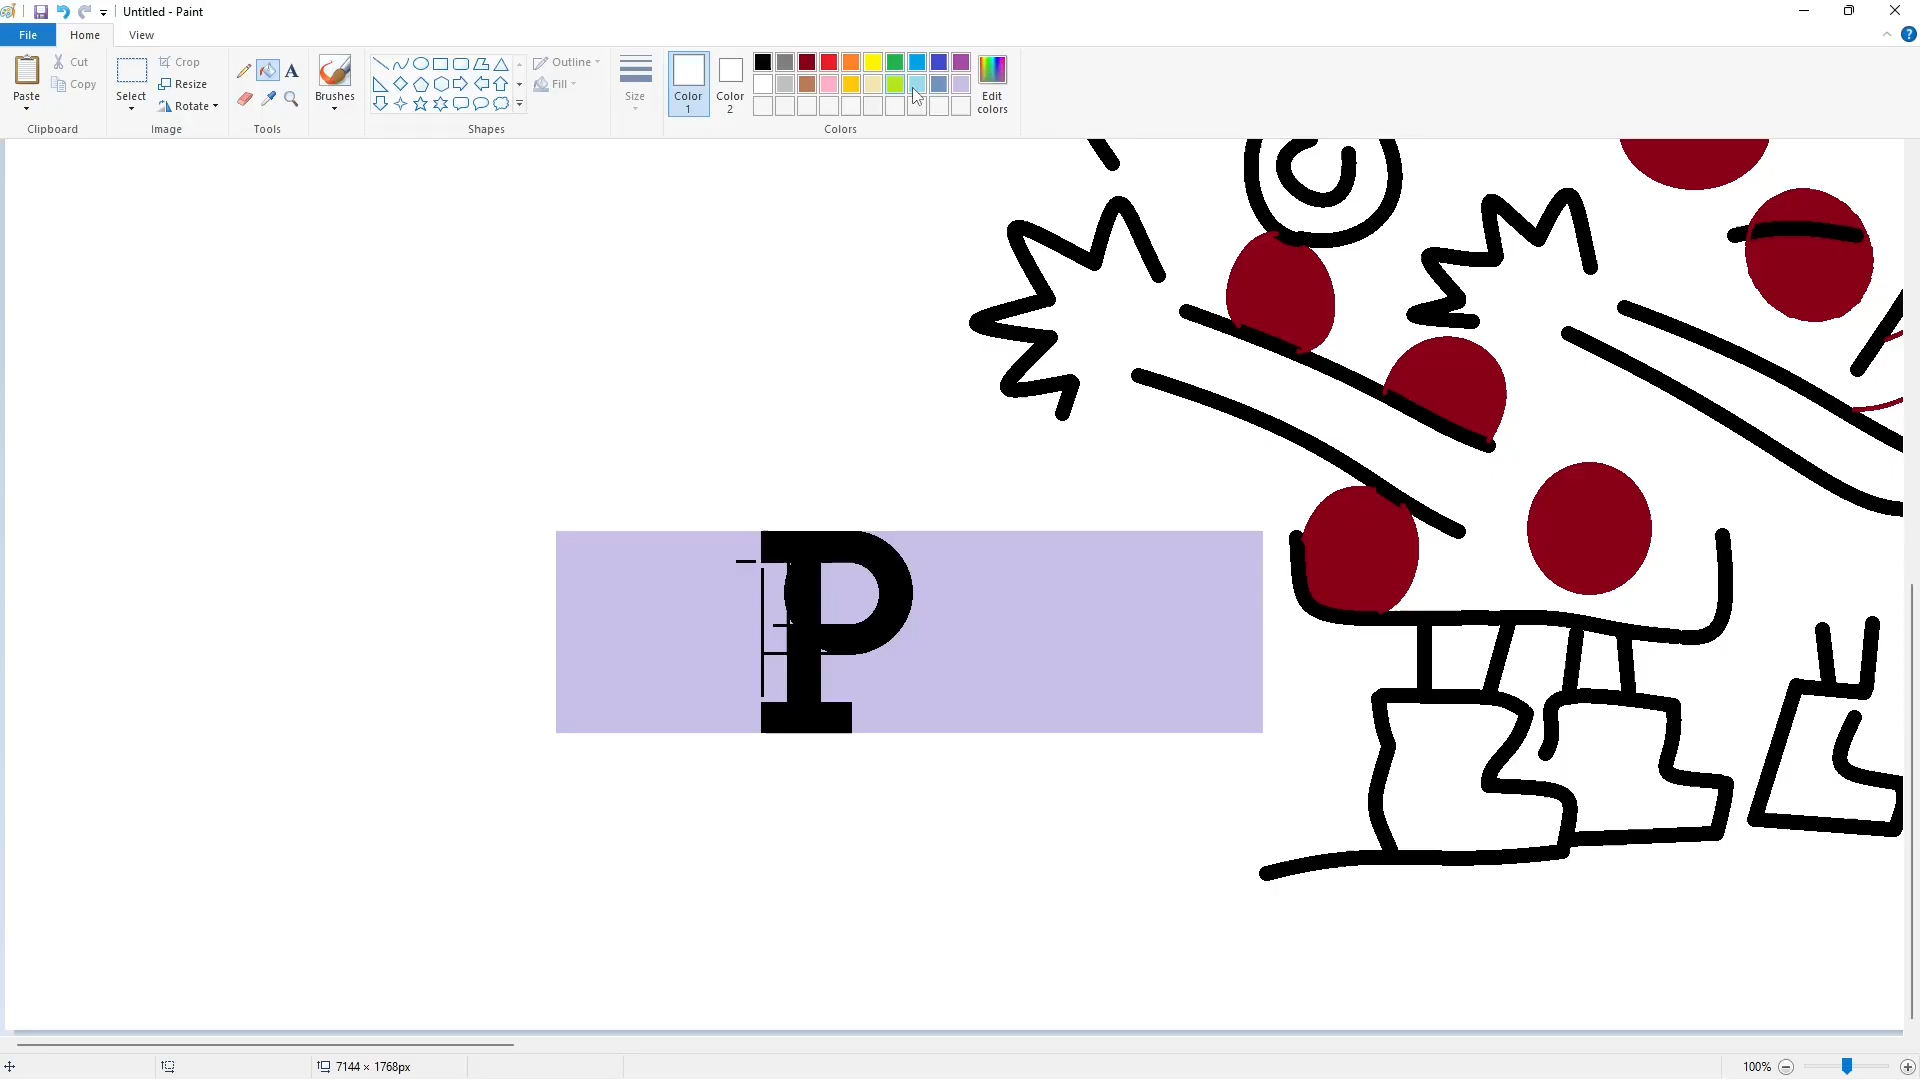 Untitled - Paint
File Home View
Paste
Cut
Copy
Clipboard
Select
Crop
Resize
Rotate
Image
A
Tools
Brushes
Shapes
Outline
Fill
Size
Color 1
Color 2
Edit colors
Colors
P
7144 × 1768px
100%